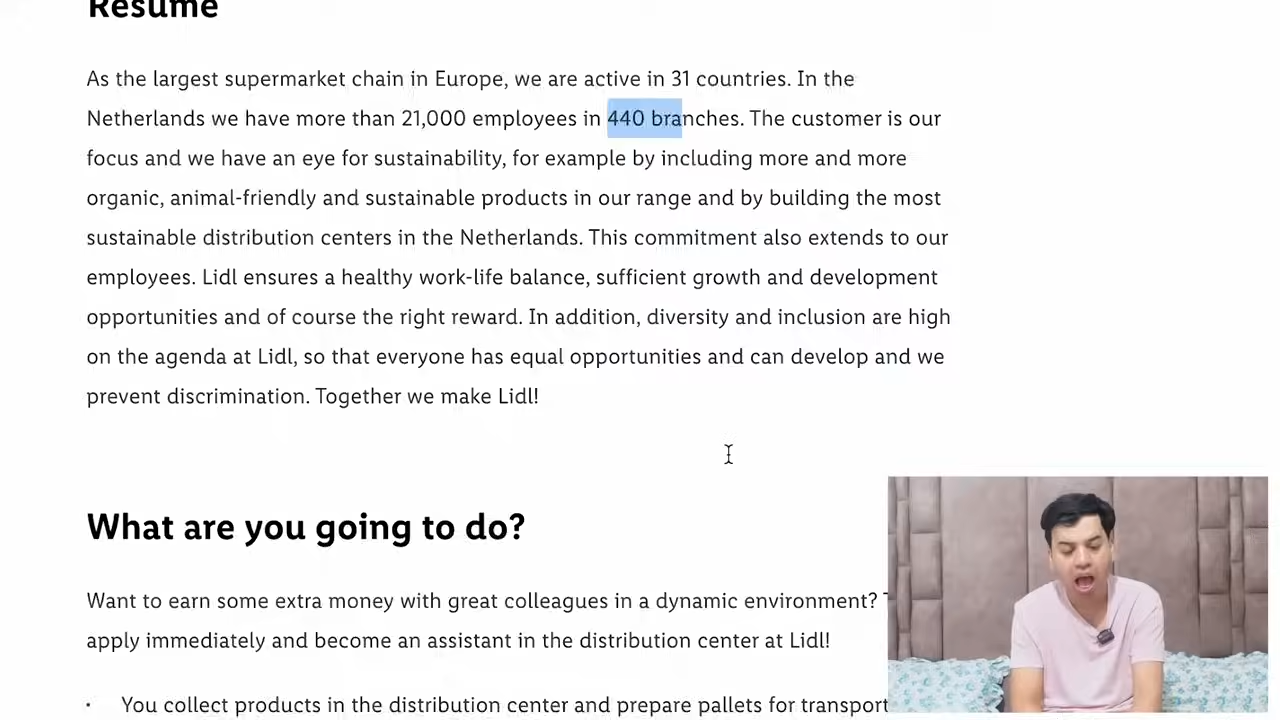 Resume
As the largest supermarket chain in Europe, we are active in 31 countries. In the
Netherlands we have more than 21,000 employees in 440 branches. The customer is our
focus and we have an eye for sustainability, for example by including more and more
organic, animal-friendly and sustainable products in our range and by building the most
sustainable distribution centers in the Netherlands. This commitment also extends to our
employees. Lidl ensures a healthy work-life balance, sufficient growth and development
opportunities and of course the right reward. In addition, diversity and inclusion are high
on the agenda at Lidl, so that everyone has equal opportunities and can develop and we
prevent discrimination. Together we make Lidl!
What are you going to do?
Want to earn some extra money with great colleagues in a dynamic environment?
apply immediately and become an assistant in the distribution center at Lidl!
· You collect products in the distribution center and prepare pallets for transport